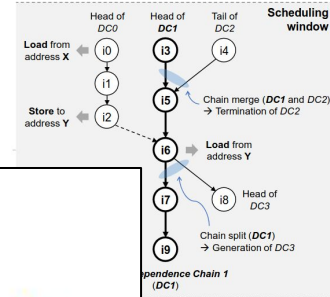 Head of
DC0
Head of
DC1
Tail of
DC2
Scheduling
window
Load from
address X
i0
i3
i4
i1
i5
Chain merge (DC1 and DC2)
→ Termination of DC2
Store to
address Y
i2
i6
Load from
address Y
i7
i8
Head of
DC3
Chain split (DC1)
→ Generation of DC3
i9
ependence Chain 1
(DC1)